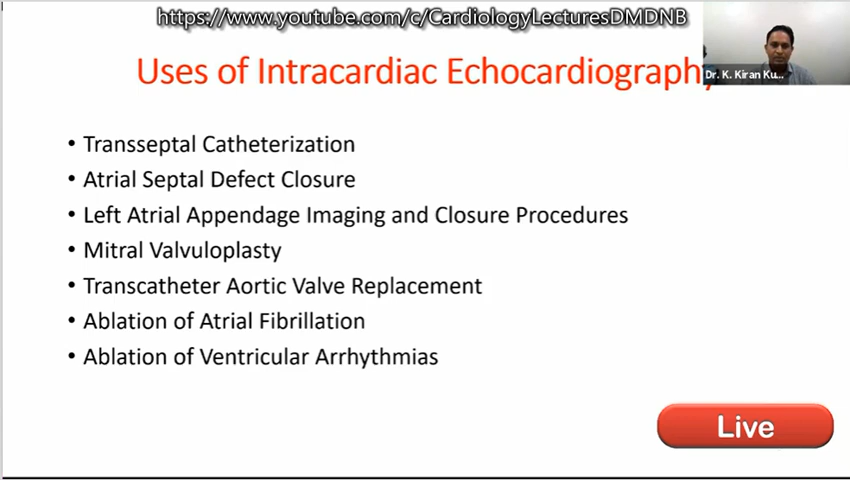 https://www.youtube.com/c/CardiologyLecturesDMDNB
Uses of Intracardiac Echocardiography
Dr. K. Kiran Ku...
• Transseptal Catheterization
• Atrial Septal Defect Closure
• Left Atrial Appendage Imaging and Closure Procedures
• Mitral Valvuloplasty
• Transcatheter Aortic Valve Replacement
• Ablation of Atrial Fibrillation
• Ablation of Ventricular Arrhythmias
Live